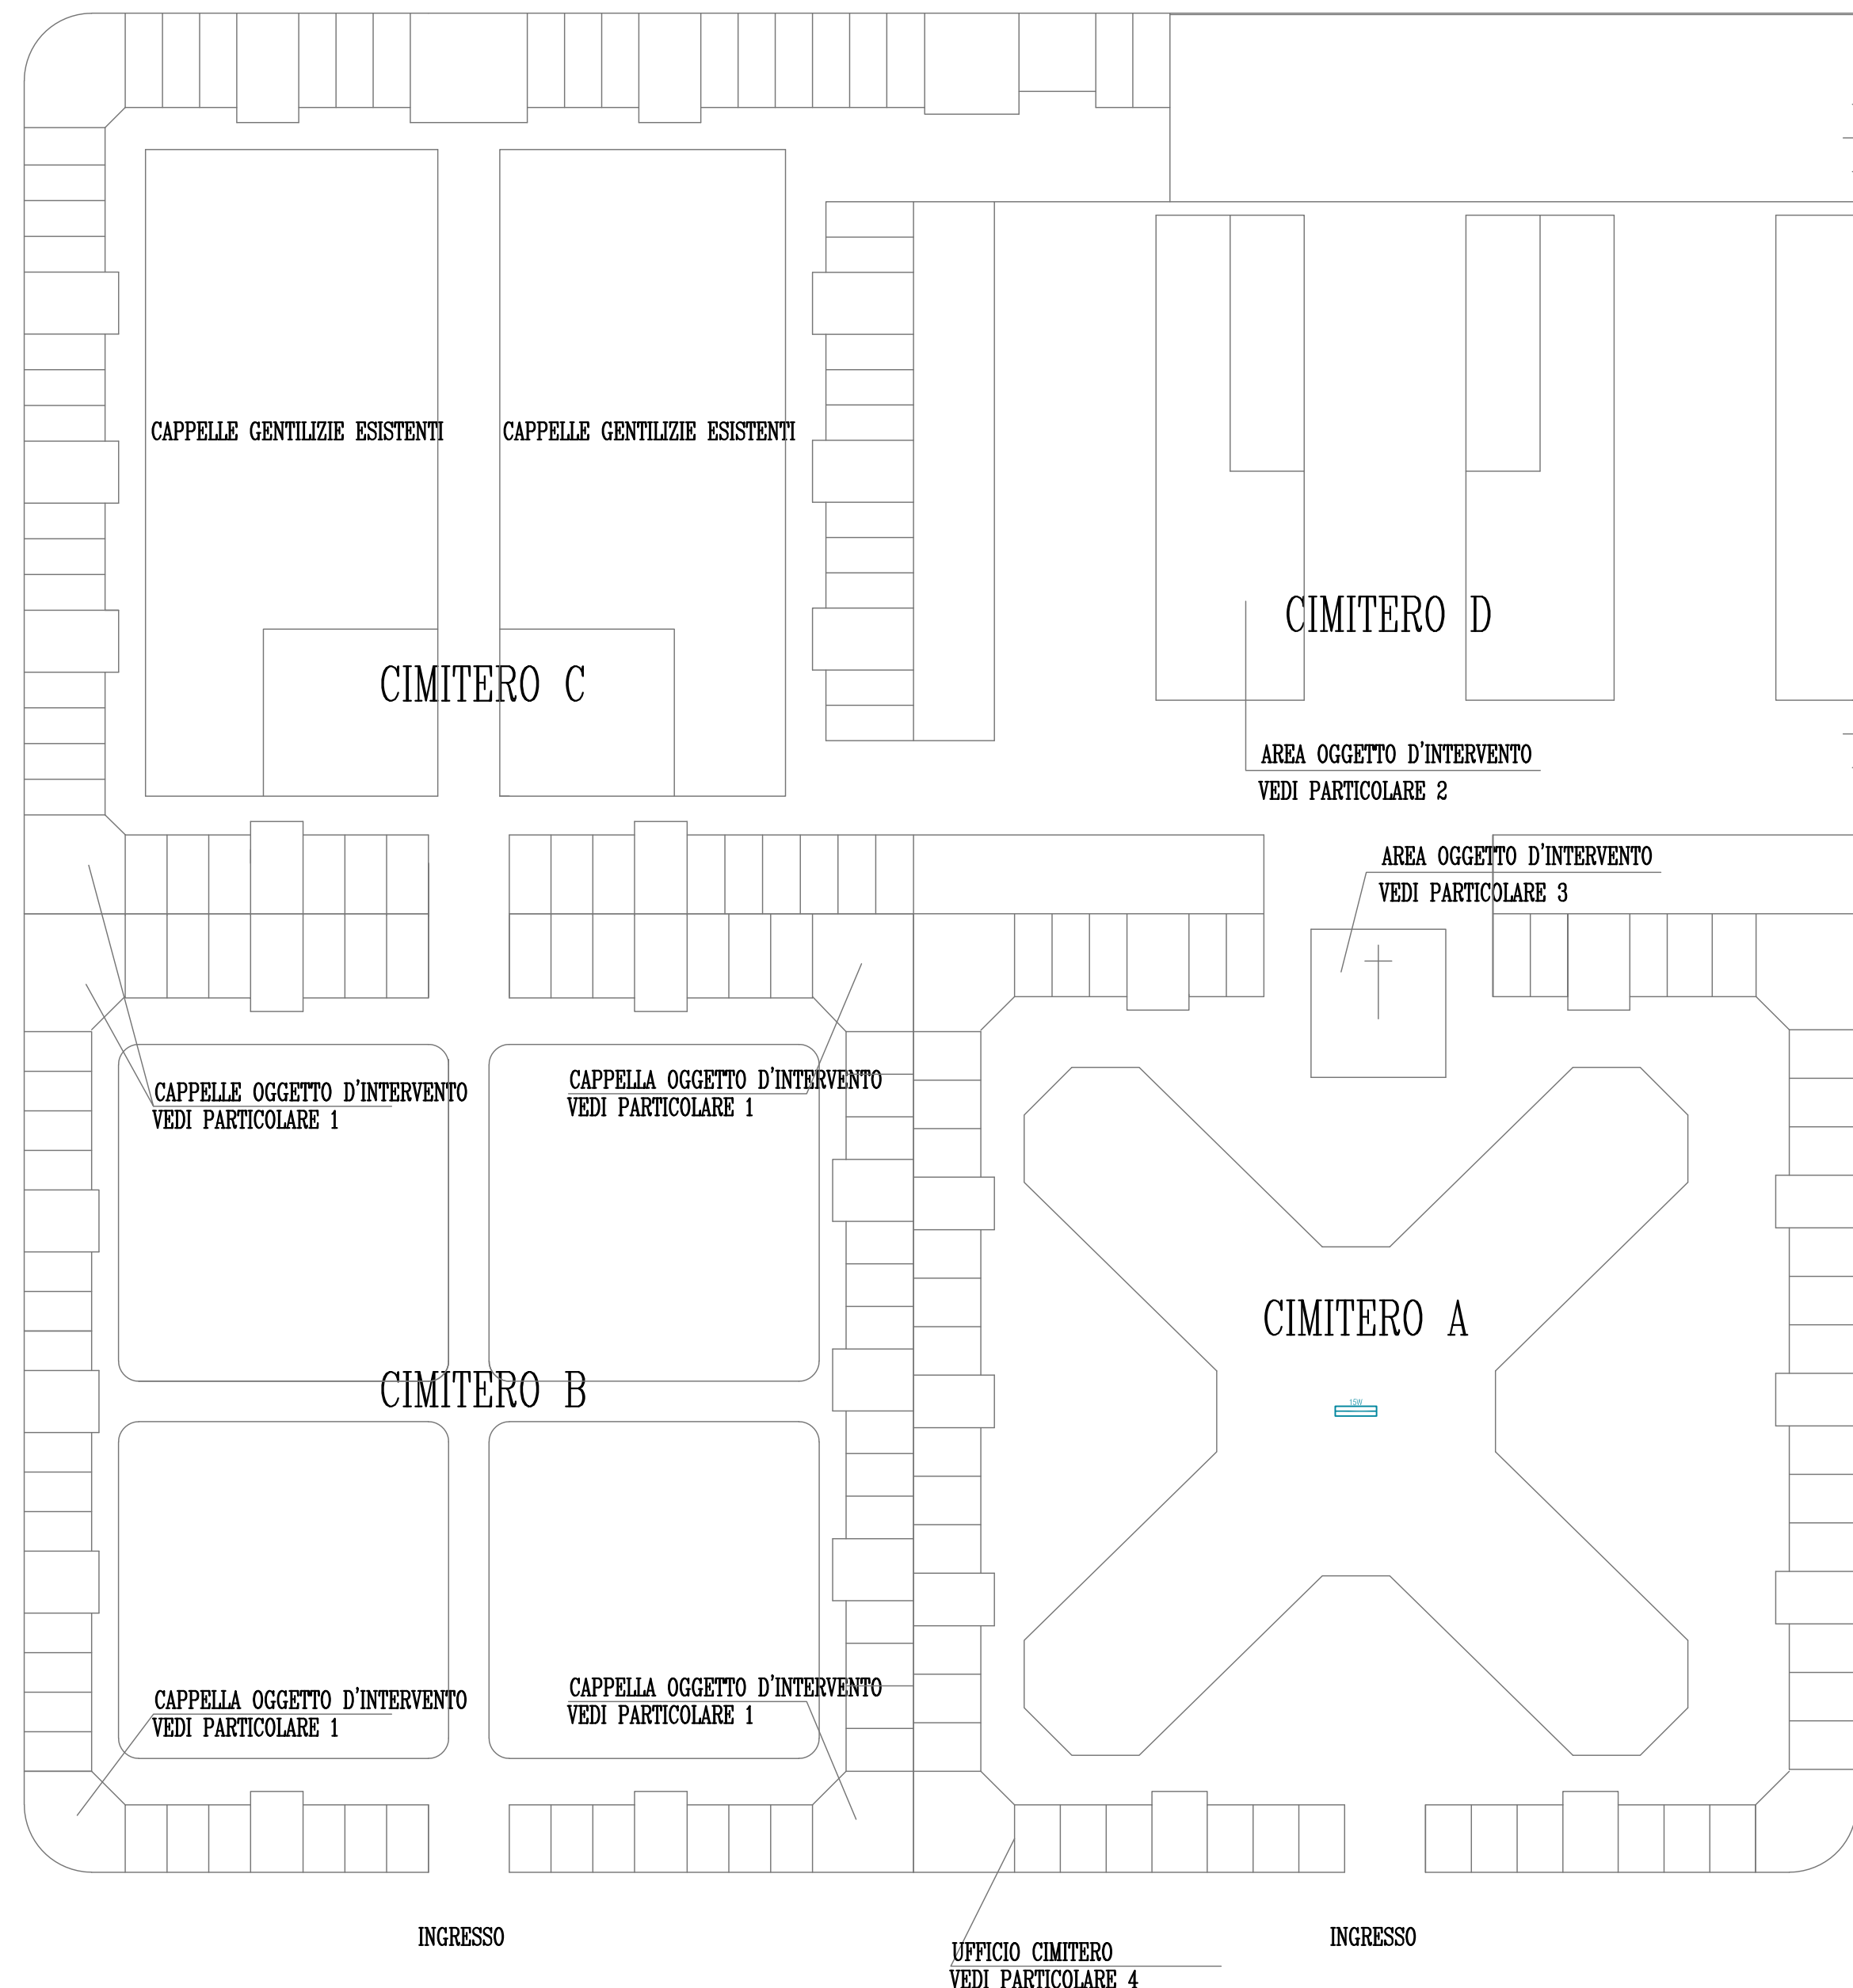 CAPPELLE GENTILIZIE ESISTENTI
CAPPELLE GENTILIZIE ESISTENTI
CIMITERO D
CIMITERO C
AREA OGGETTO D'INTERVENTO
VEDI PARTICOLARE 2
AREA OGGETTO D'INTERVENTO
VEDI PARTICOLARE 3
CAPPELLE OGGETTO D'INTERVENTO
VEDI PARTICOLARE 1
CAPPELLA OGGETTO D'INTERVENTO
VEDI PARTICOLARE 1
CIMITERO A
CIMITERO B
15W
CAPPELLA OGGETTO D'INTERVENTO
VEDI PARTICOLARE 1
CAPPELLA OGGETTO D'INTERVENTO
VEDI PARTICOLARE 1
INGRESSO
UFFICIO CIMITERO
VEDI PARTICOLARE 4
INGRESSO